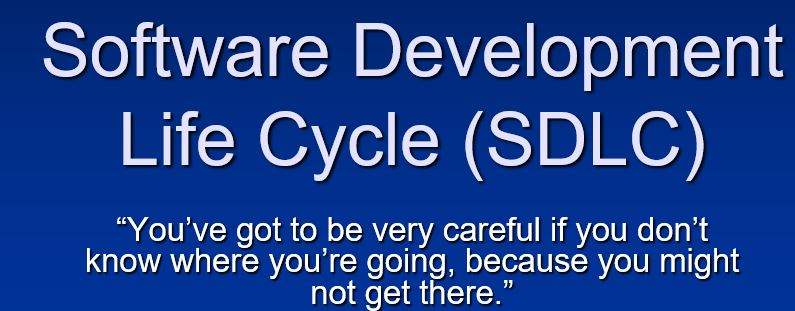 Software Development
Life Cycle (SDLC)
“You’ve got to be very careful if you don’t
know where you’re going, because you might
not get there.”